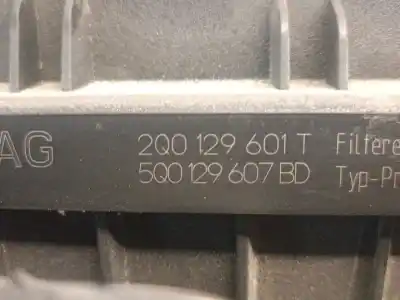 AG 2Q0 129 601 T Filtere
5Q0 129 607 BD Typ-Pr